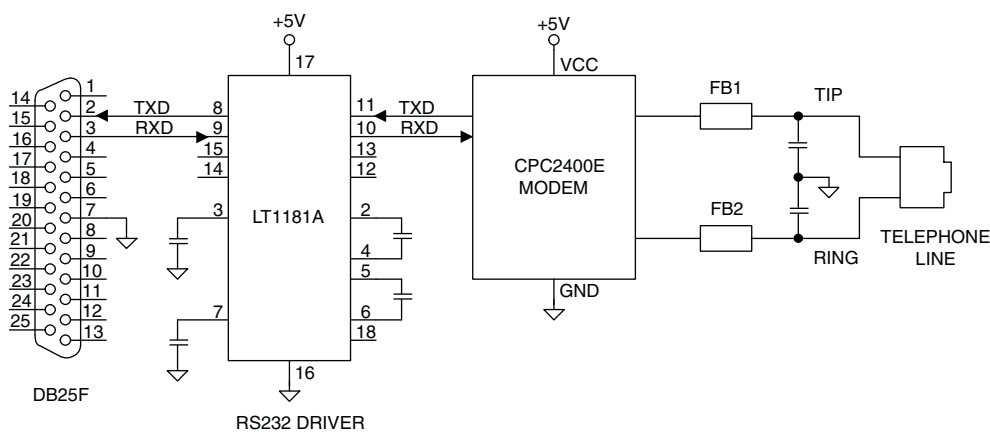 +5V
+5V
17
VCC
FB1
TIP
14
15
16
17
18
19
20
21
22
23
24
25
1
2
3
4
5
6
7
8
9
10
11
12
13
TXD
RXD
8
9
15
14
3
7
LT1181A
11
10
13
12
2
4
5
6
18
TXD
RXD
CPC2400E
MODEM
FB2
RING
TELEPHONE
LINE
GND
16
DB25F
RS232 DRIVER